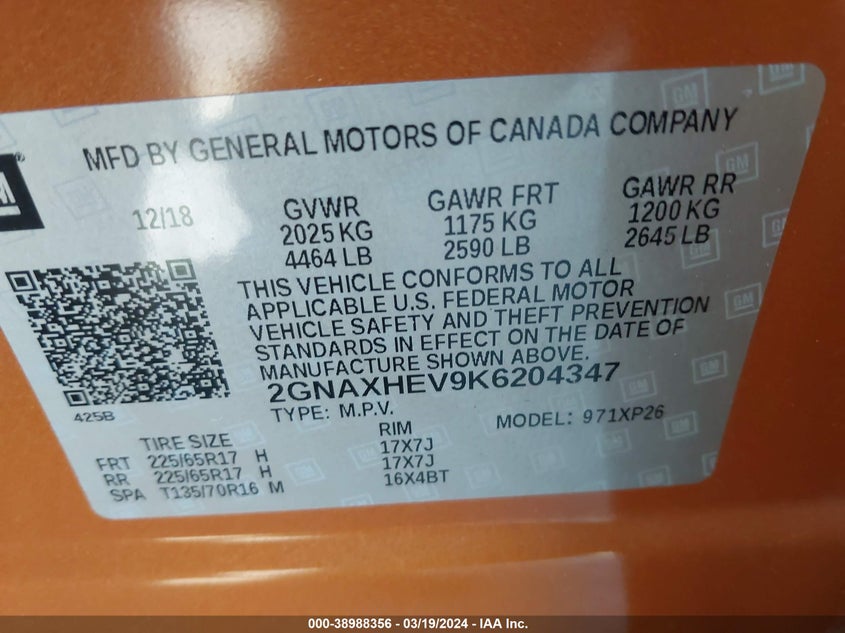 MFD BY GENERAL MOTORS OF CANADA COMPANY
12/18
GVWR
2025 KG
4464 LB
GAWR FRT
1175 KG
2590 LB
GAWR RR
1200 KG
2645 LB
THIS VEHICLE CONFORMS TO ALL
APPLICABLE U.S. FEDERAL MOTOR
VEHICLE SAFETY AND THEFT PREVENTION
STANDARDS IN EFFECT ON THE DATE OF
MANUFACTURE SHOWN ABOVE.
2GNAXHEV9K6204347
425B
TYPE: M.P.V. MODEL: 971XP26
TIRE SIZE RIM
FRT 225/65R17 H 17X7J
RR 225/65R17 H 17X7J
SPA T135/70R16 M 16X4BT
000-38988356 - 03/19/2024 - IAA Inc.